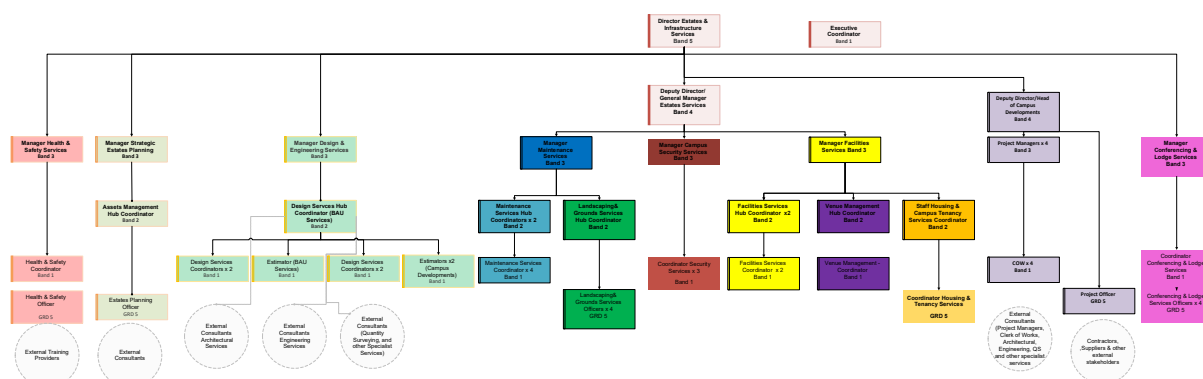 Director Estates &
Infrastructure
Services
Band 5
Executive
Coordinator
Band 1
Deputy Director/
General Manager
Estates Services
Band 4
Deputy Director/Head
of Campus
Developments
Band 4
Manager Health &
Safety Services
Band 3
Manager Strategic
Estates Planning
Band 3
Manager Design &
Engineering Services
Band 3
Manager
Maintenance
Services
Band 3
Manager Campus
Security Services
Band 3
Manager Facilities
Services Band 3
Project Managers x 4
Band 3
Manager
Conferencing &
Lodge Services
Band 3
Assets Management
Hub Coordinator
Band 2
Design Services Hub
Coordinator (BAU
Services)
Band 2
Maintenance
Services Hub
Coordinators x 2
Band 2
Landscaping&
Grounds Services
Hub Coordinator
Band 2
Facilities Services
Hub Coordinator x2
Band 2
Venue Management
Hub Coordinator
Band 2
Staff Housing &
Campus Tenancy
Services Coordinator
Band 2
Health & Safety
Coordinator
Band 1
Design Services
Coordinators x 2
Band 1
Estimator (BAU
Services)
Band 1
Design Services
Coordinators x 2
Band 1
Estimators x2
(Campus
Developments)
Band 1
Maintenance Services
Coordinator x 4
Band 1
Coordinator Security
Services x 3
Band 1
Facilities Services
Coordinator x 2
Band 1
Venue Management -
Coordinator
Band 1
COW x 4
Band 1
Coordinator
Conferencing & Lodge
Services
Band 1
Health & Safety
Officer
GRD 5
Estates Planning
Officer
GRD 5
Landscaping&
Grounds Services
Officers x 4
GRD 5
Coordinator Housing &
Tenancy Services
GRD 5
Project Officer
GRD 5
Conferencing & Lodge
Services Officers x 4
GRD 5
External Training
Providers
External
Consultants
External
Consultants
Architectural
Services
External
Consultants
Engineering
Services
External
Consultants
(Quantity
Surveying, and
other Specialist
Services)
External
Consultants
(Project Managers,
Clerk of Works,
Architectural,
Engineering, QS
and other specialist
services
Contractors,
Suppliers & other
external
stakeholders